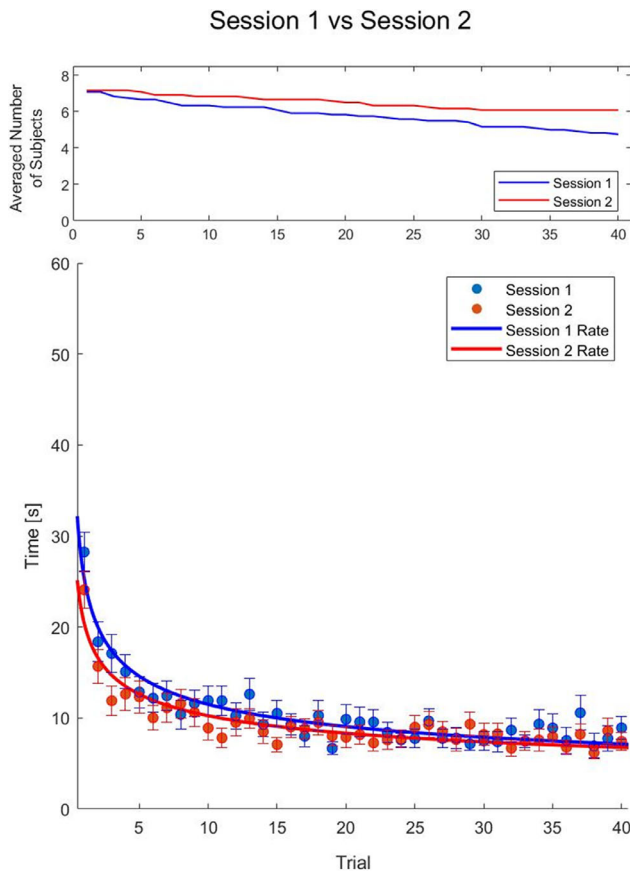 Session 1 vs Session 2
Averaged Number
of Subjects
8
6
4
2
0
Session 1
Session 2
0 5 10 15 20 25 30 35 40
60
50
40
30
20
10
0
Time [s]
Session 1
Session 2
Session 1 Rate
Session 2 Rate
5 10 15 20 25 30 35 40
Trial